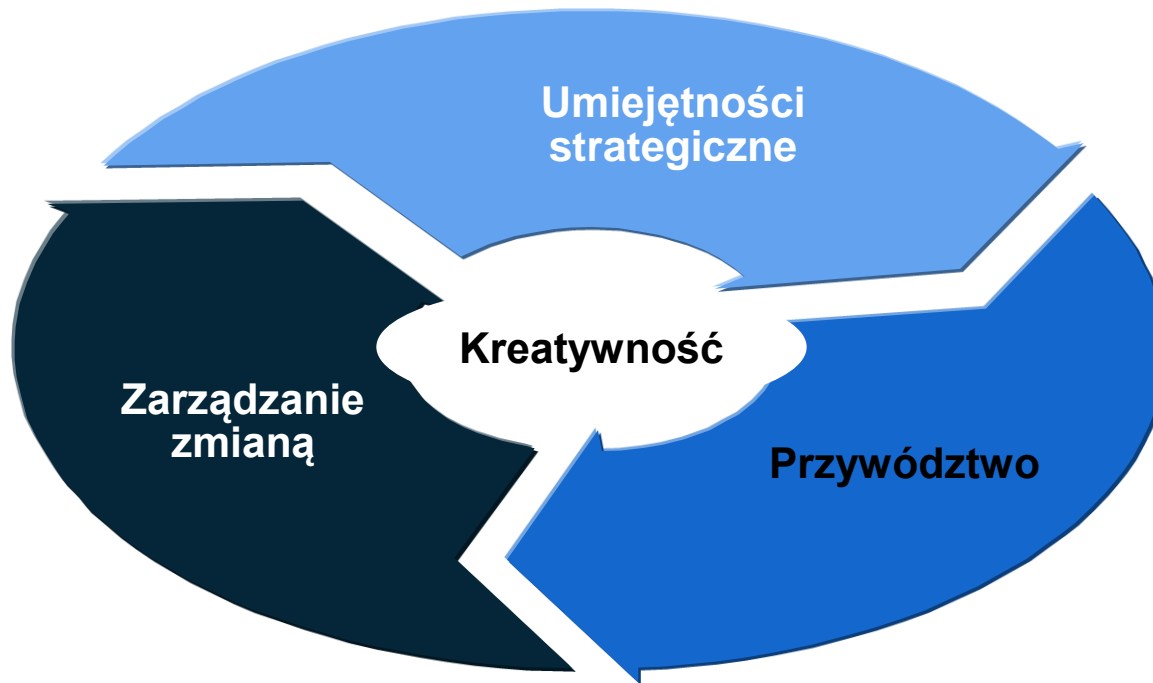 Umiejętności
strategiczne
Kreatywność
Zarządzanie
zmianą
Przywództwo